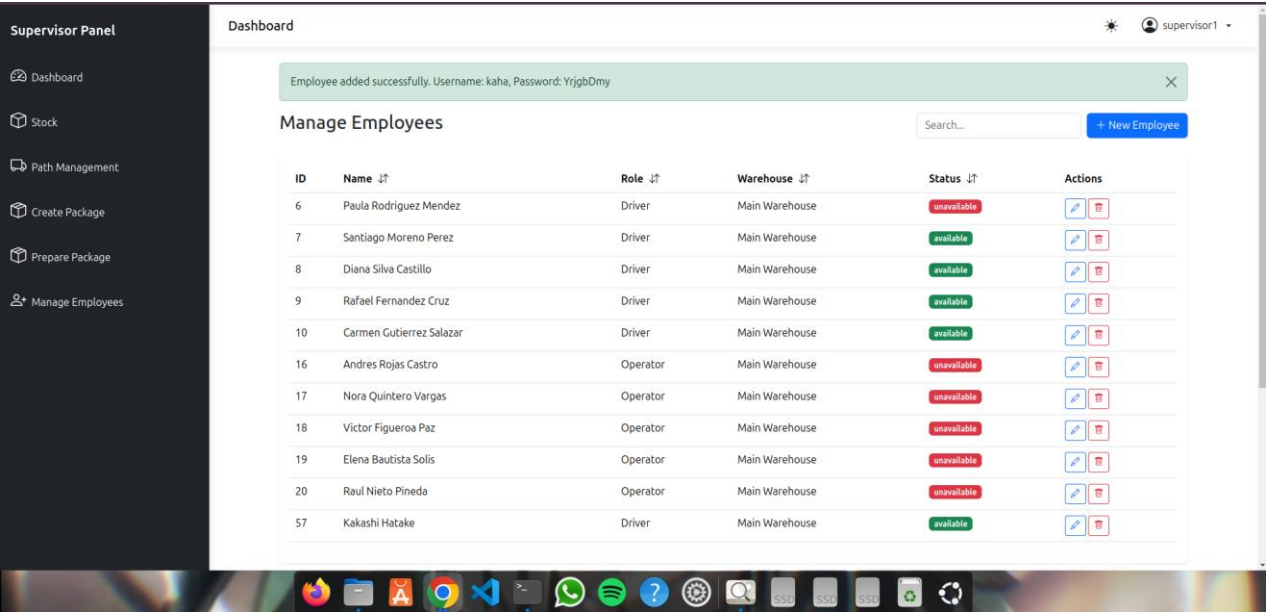 Supervisor Panel
Dashboard
supervisor1
Dashboard
Stock
Path Management
Create Package
Prepare Package
Manage Employees
Employee added successfully. Username: kaha, Password: YrjgbDmy
Manage Employees
Search...
+ New Employee
ID Name Role Warehouse Status Actions
6 Paula Rodriguez Mendez Driver Main Warehouse unavailable
7 Santiago Moreno Perez Driver Main Warehouse available
8 Diana Silva Castillo Driver Main Warehouse available
9 Rafael Fernandez Cruz Driver Main Warehouse available
10 Carmen Gutierrez Salazar Driver Main Warehouse available
16 Andres Rojas Castro Operator Main Warehouse unavailable
17 Nora Quintero Vargas Operator Main Warehouse unavailable
18 Victor Figueroa Paz Operator Main Warehouse unavailable
19 Elena Bautista Solis Operator Main Warehouse unavailable
20 Raul Nieto Pineda Operator Main Warehouse unavailable
57 Kakashi Hatake Driver Main Warehouse available
SSD
SSD
SSD